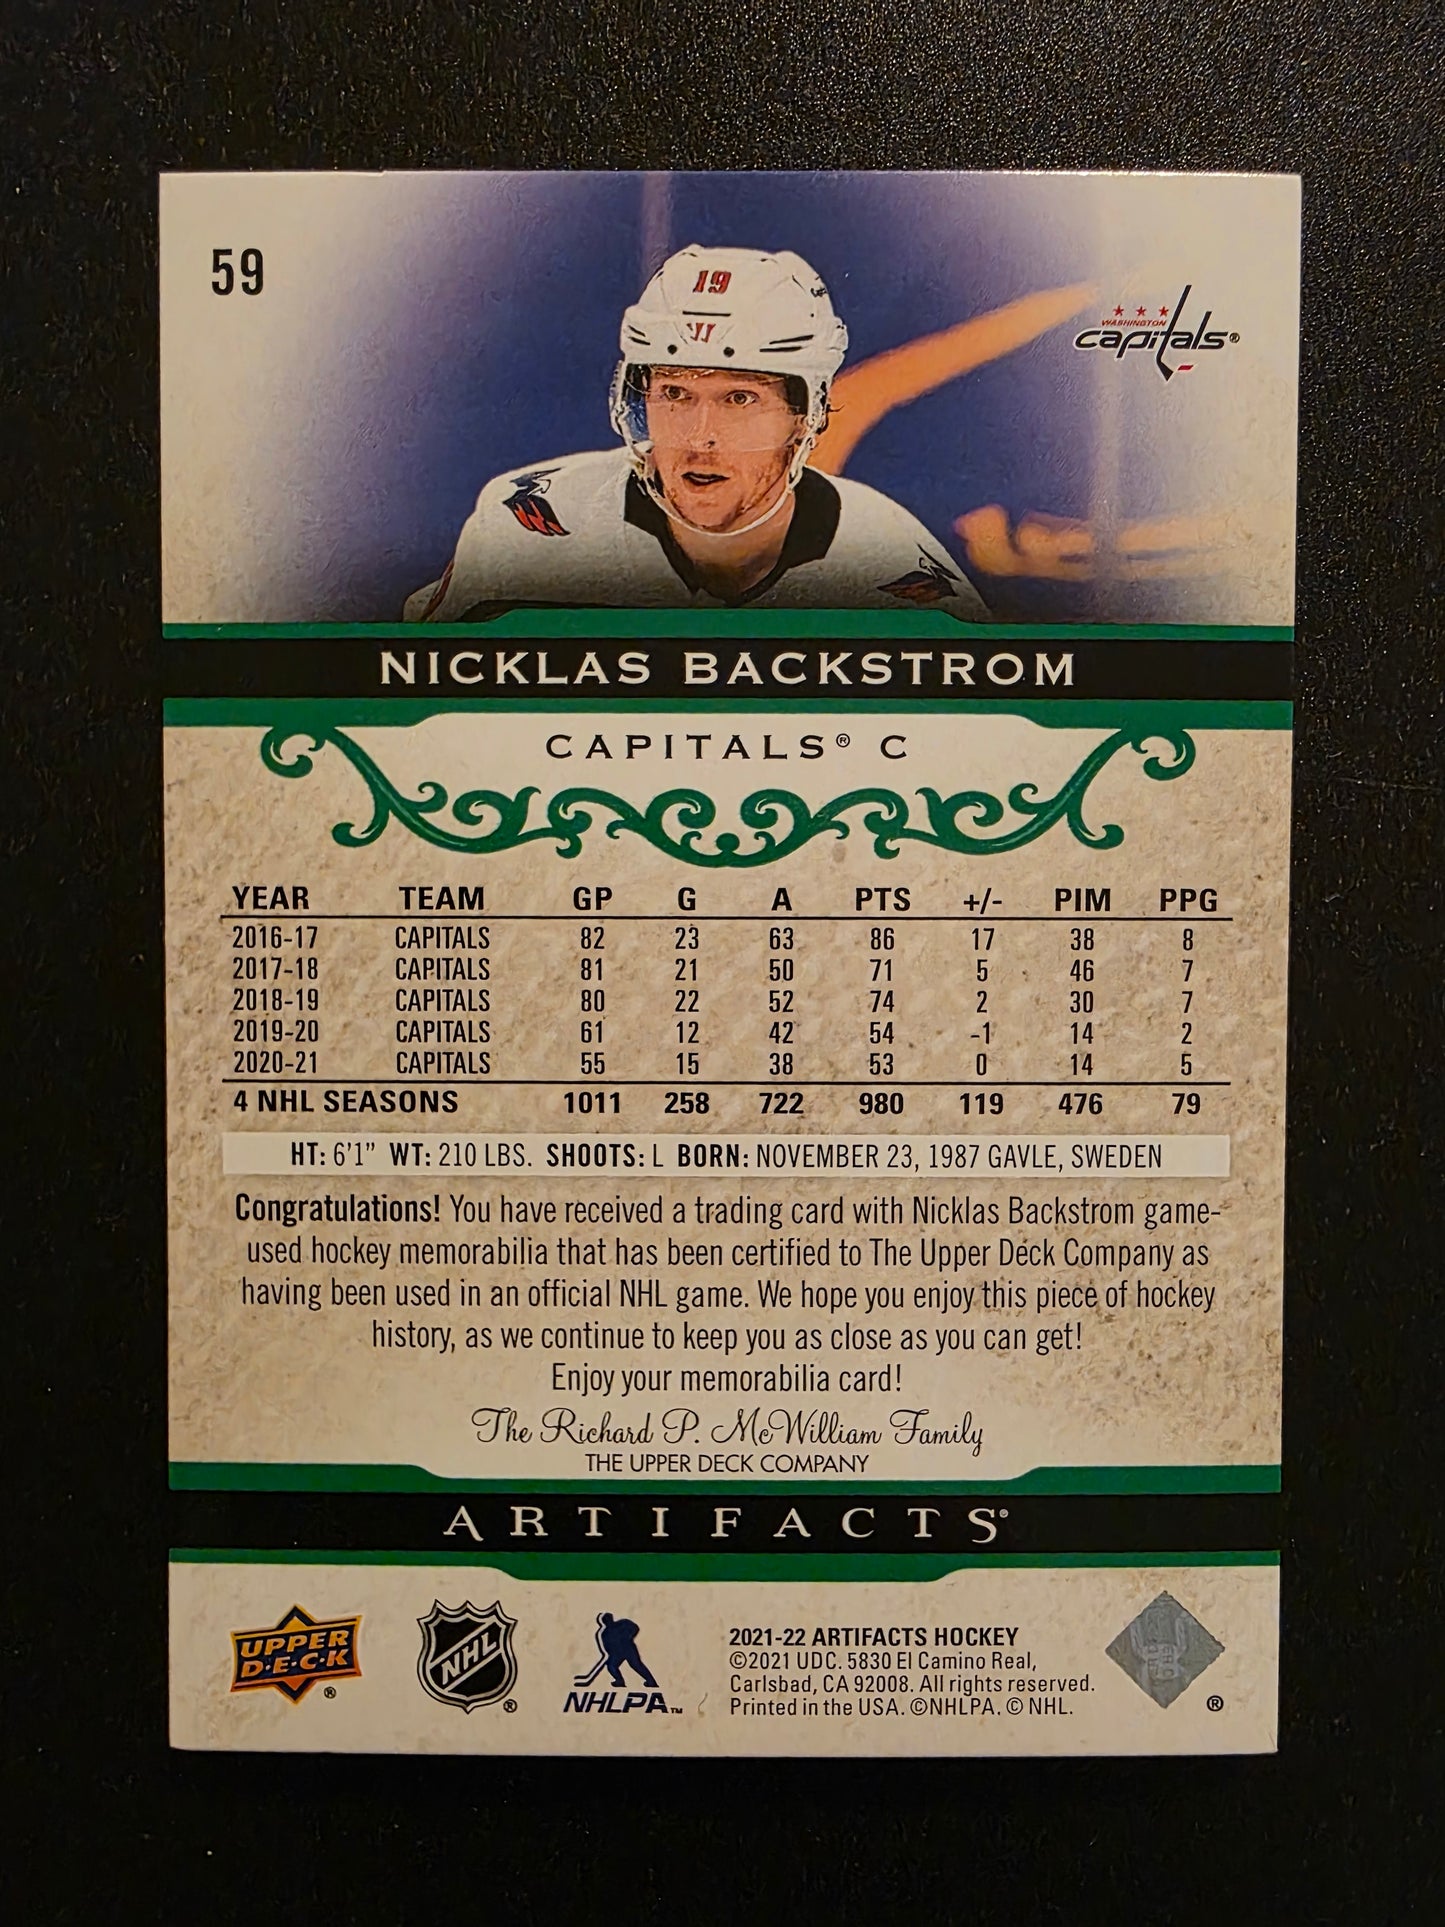 59
19
WASHINGTON
capitals®
NICKLAS BACKSTROM
CAPITALS® C
YEAR TEAM GP G A PTS +/- PIM PPG
2016-17 CAPITALS 82 23 63 86 17 38 8
2017-18 CAPITALS 81 21 50 71 5 46 7
2018-19 CAPITALS 80 22 52 74 2 30 7
2019-20 CAPITALS 61 12 42 54 -1 14 2
2020-21 CAPITALS 55 15 38 53 0 14 5
4 NHL SEASONS 1011 258 722 980 119 476 79
HT: 6'1" WT: 210 LBS. SHOOTS: L BORN: NOVEMBER 23, 1987 GAVLE, SWEDEN
Congratulations! You have received a trading card with Nicklas Backstrom game-
used hockey memorabilia that has been certified to The Upper Deck Company as
having been used in an official NHL game. We hope you enjoy this piece of hockey
history, as we continue to keep you as close as you can get!
Enjoy your memorabilia card!
The Richard P. McWilliam Family
THE UPPER DECK COMPANY
ARTIFACTS®
UPPER
D·E·C·K
®
NHL
®
NHLPA™
2021-22 ARTIFACTS HOCKEY
©2021 UDC. 5830 El Camino Real,
Carlsbad, CA 92008. All rights reserved.
Printed in the USA. ©NHLPA. © NHL.
®